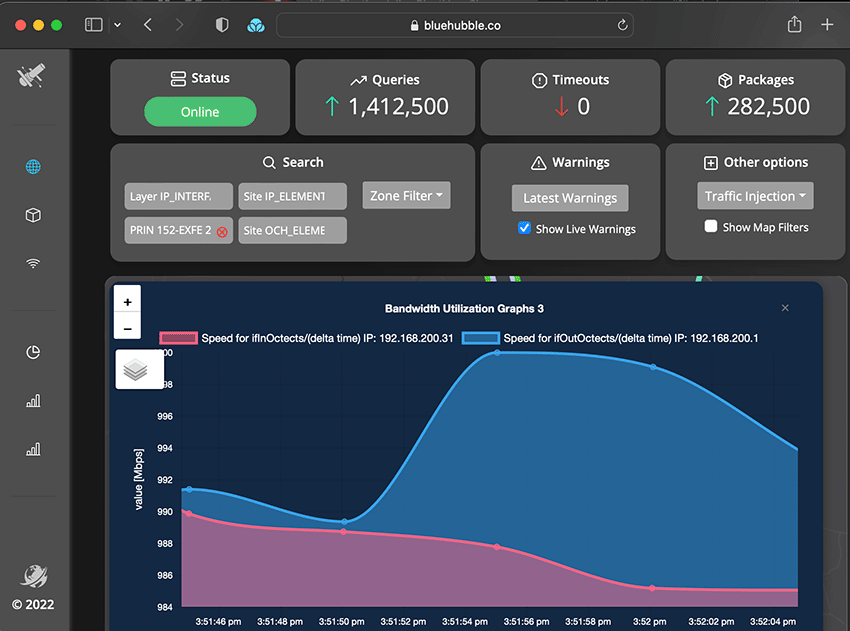 bluehubble.co
Status
Online
Queries
↑ 1,412,500
Timeouts
↓ 0
Packages
↑ 282,500
Search
Layer IP_INTERF.
Site IP_ELEMENT
Zone Filter
PRIN 152-EXFE 2
Site OCH_ELEME
Warnings
Latest Warnings
Show Live Warnings
Other options
Traffic Injection
Show Map Filters
+
−
Bandwidth Utilization Graphs 3
×
Speed for ifInOctects/(delta time) IP: 192.168.200.31
Speed for ifOutOctects/(delta time) IP: 192.168.200.1
value [Mbps]
00
98
996
994
992
990
988
986
984
3:51:46 pm 3:51:48 pm 3:51:50 pm 3:51:52 pm 3:51:54 pm 3:51:56 pm 3:51:58 pm 3:52 pm 3:52:02 pm 3:52:04 pm
© 2022